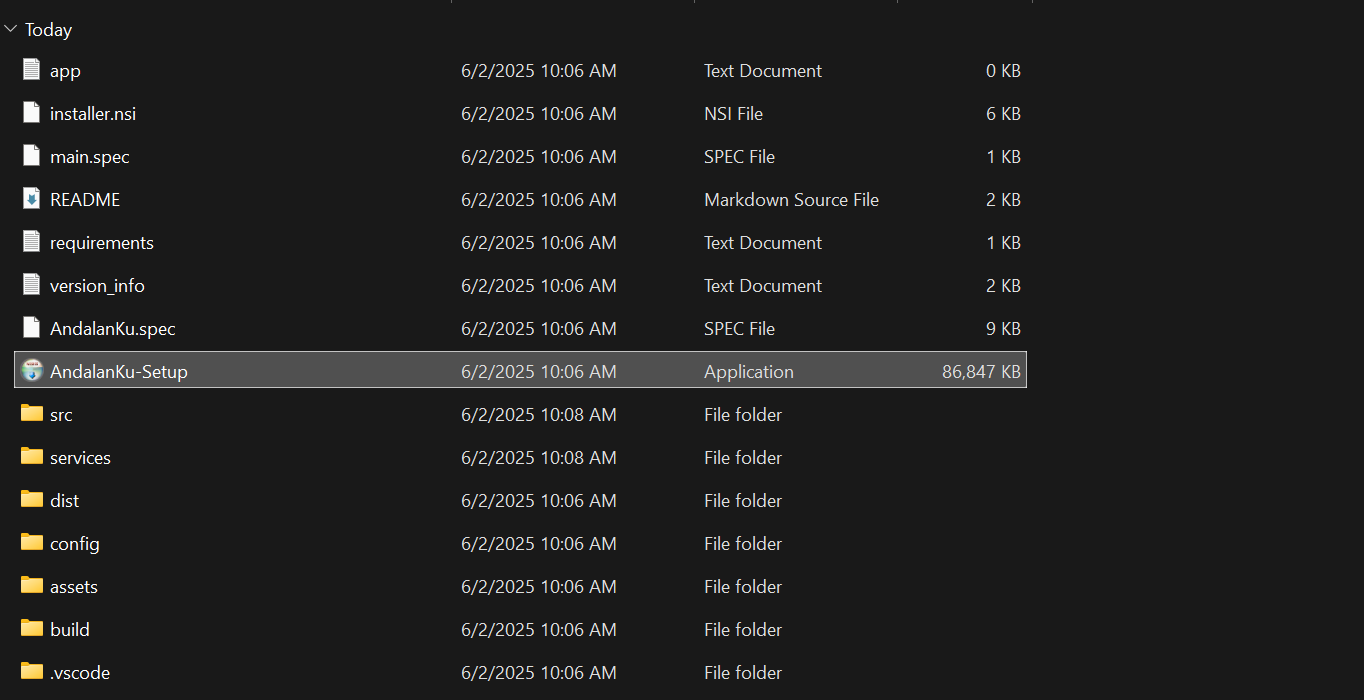 Today
app 6/2/2025 10:06 AM Text Document 0 KB
installer.nsi 6/2/2025 10:06 AM NSI File 6 KB
main.spec 6/2/2025 10:06 AM SPEC File 1 KB
README 6/2/2025 10:06 AM Markdown Source File 2 KB
requirements 6/2/2025 10:06 AM Text Document 1 KB
version_info 6/2/2025 10:06 AM Text Document 2 KB
AndalanKu.spec 6/2/2025 10:06 AM SPEC File 9 KB
AndalanKu-Setup 6/2/2025 10:06 AM Application 86,847 KB
src 6/2/2025 10:08 AM File folder
services 6/2/2025 10:08 AM File folder
dist 6/2/2025 10:06 AM File folder
config 6/2/2025 10:06 AM File folder
assets 6/2/2025 10:06 AM File folder
build 6/2/2025 10:06 AM File folder
.vscode 6/2/2025 10:06 AM File folder